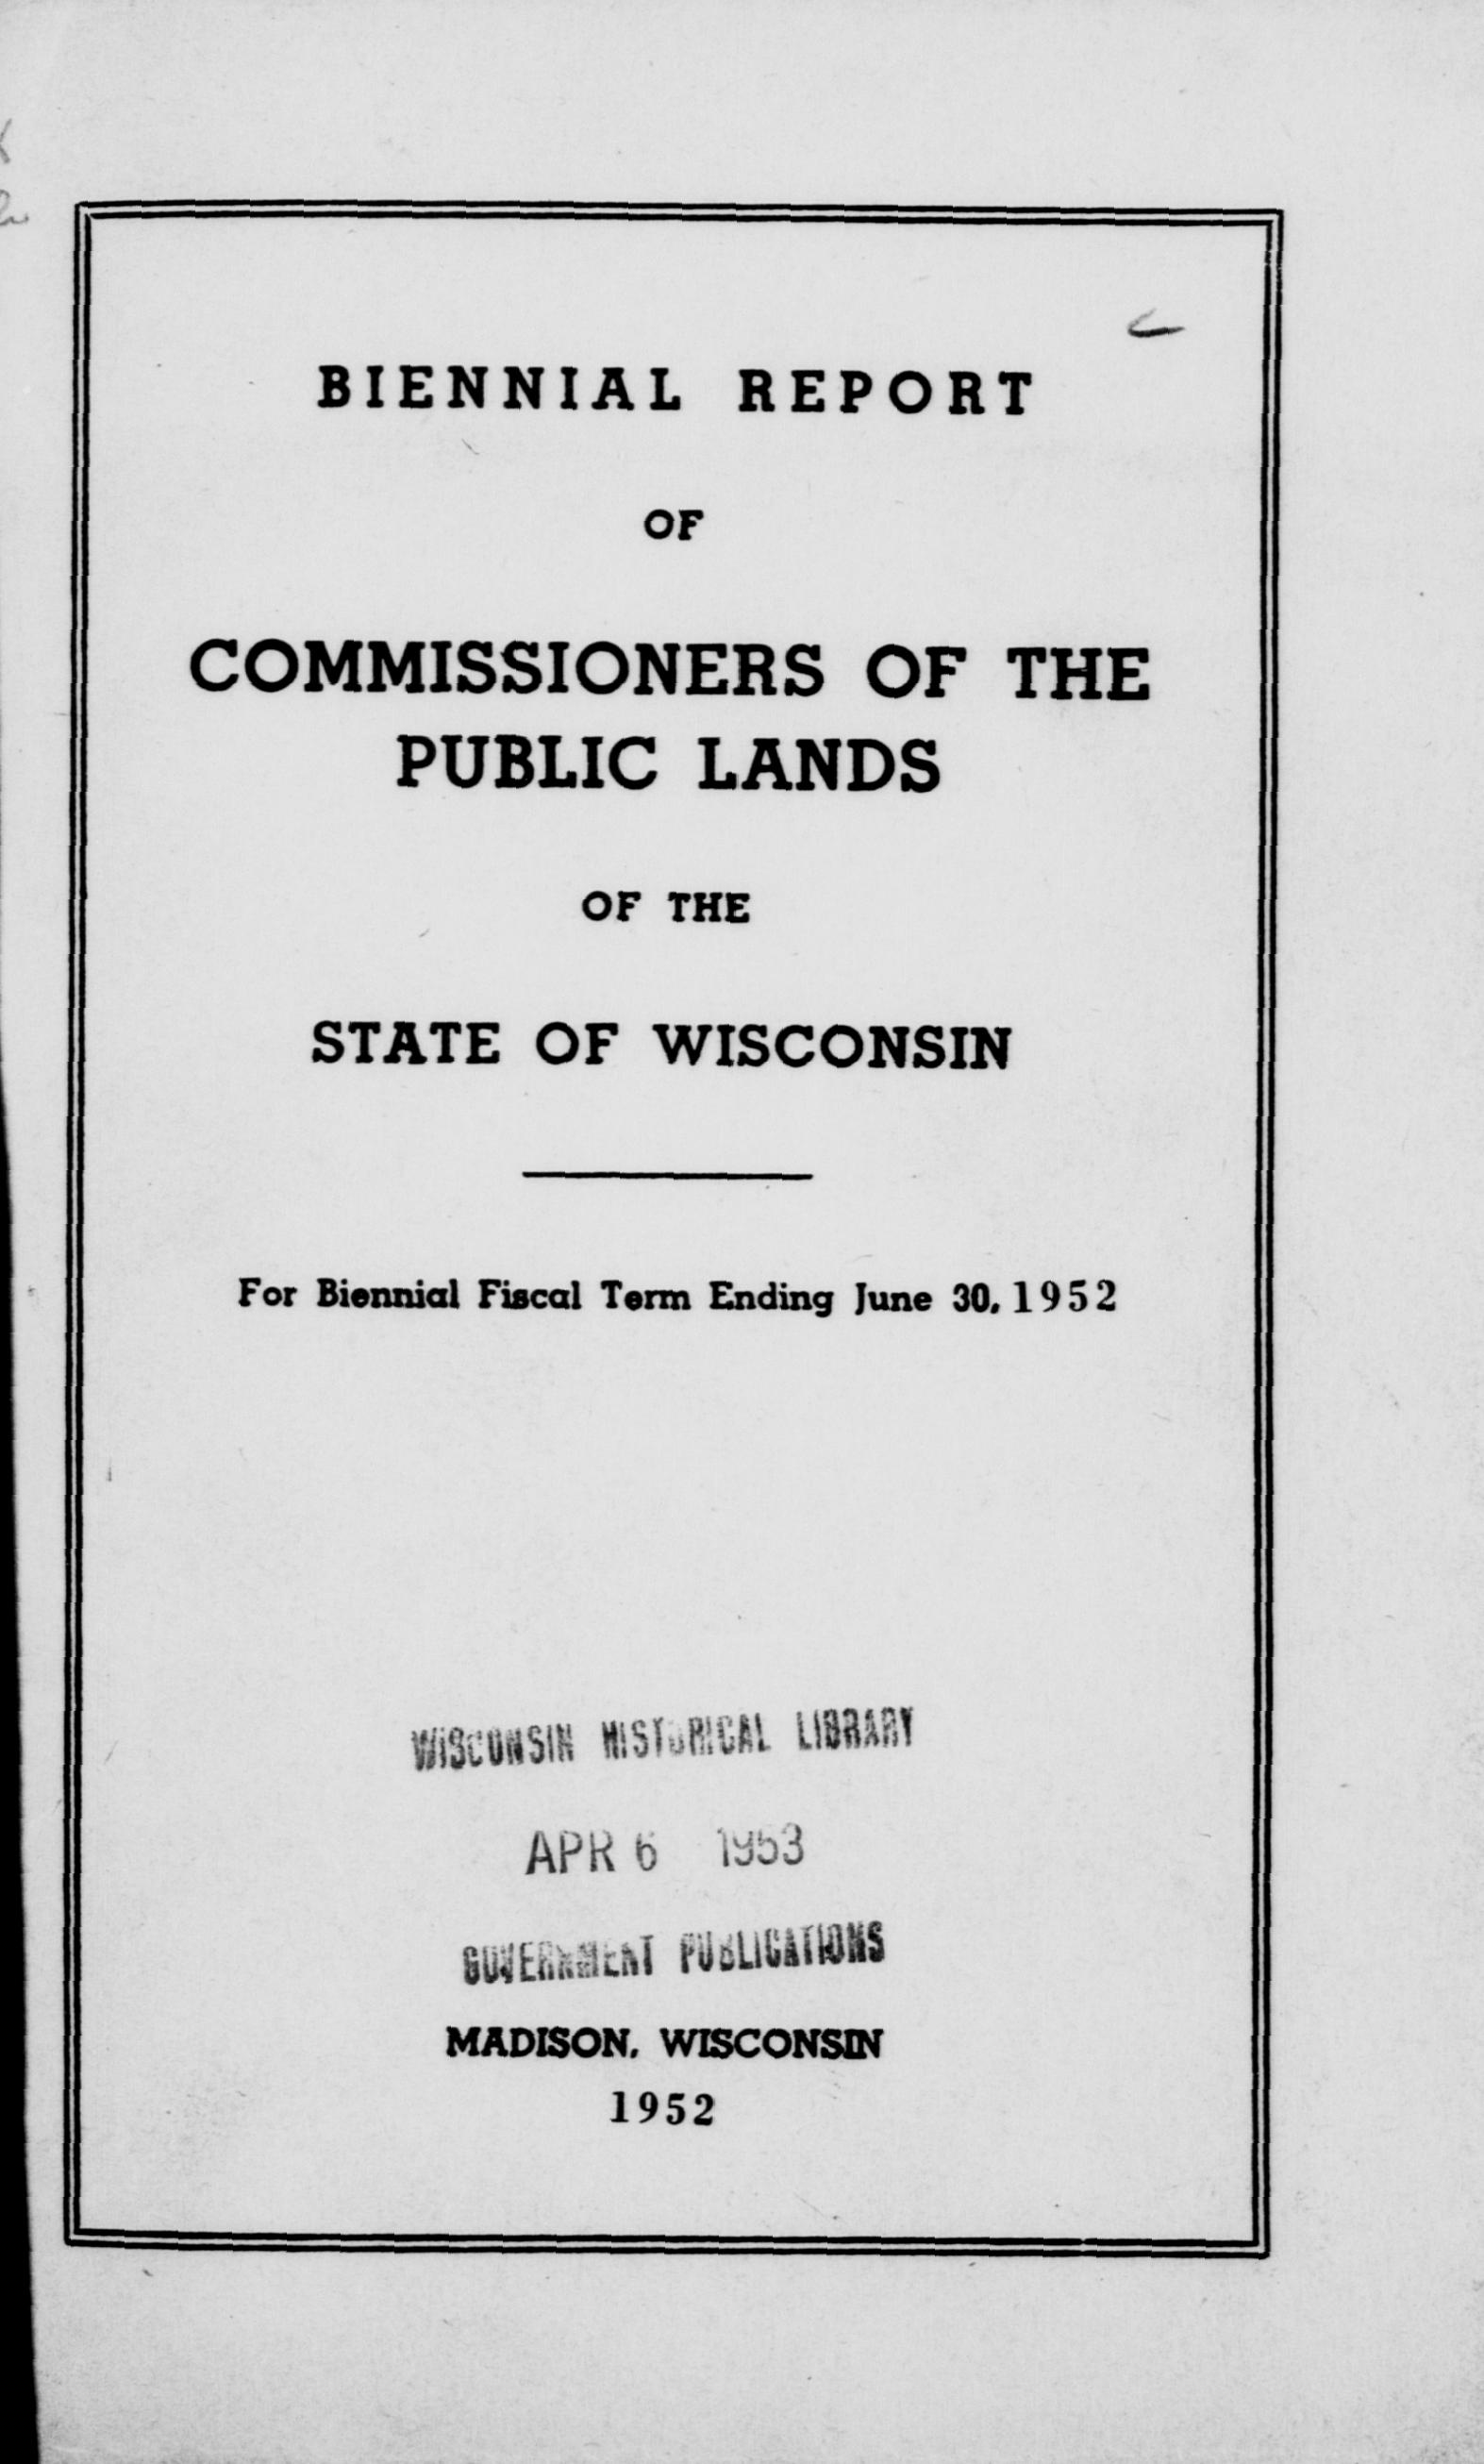 BIENNIAL REPORT
OF
COMMISSIONERS OF THE
PUBLIC LANDS
OF THE
STATE OF WISCONSIN
For Biennial Fiscal Term Ending June 30, 1952
WISCONSIN HISTORICAL LIBRARY
APR 6 1953
GOVERNMENT PUBLICATIONS
MADISON, WISCONSIN
1952